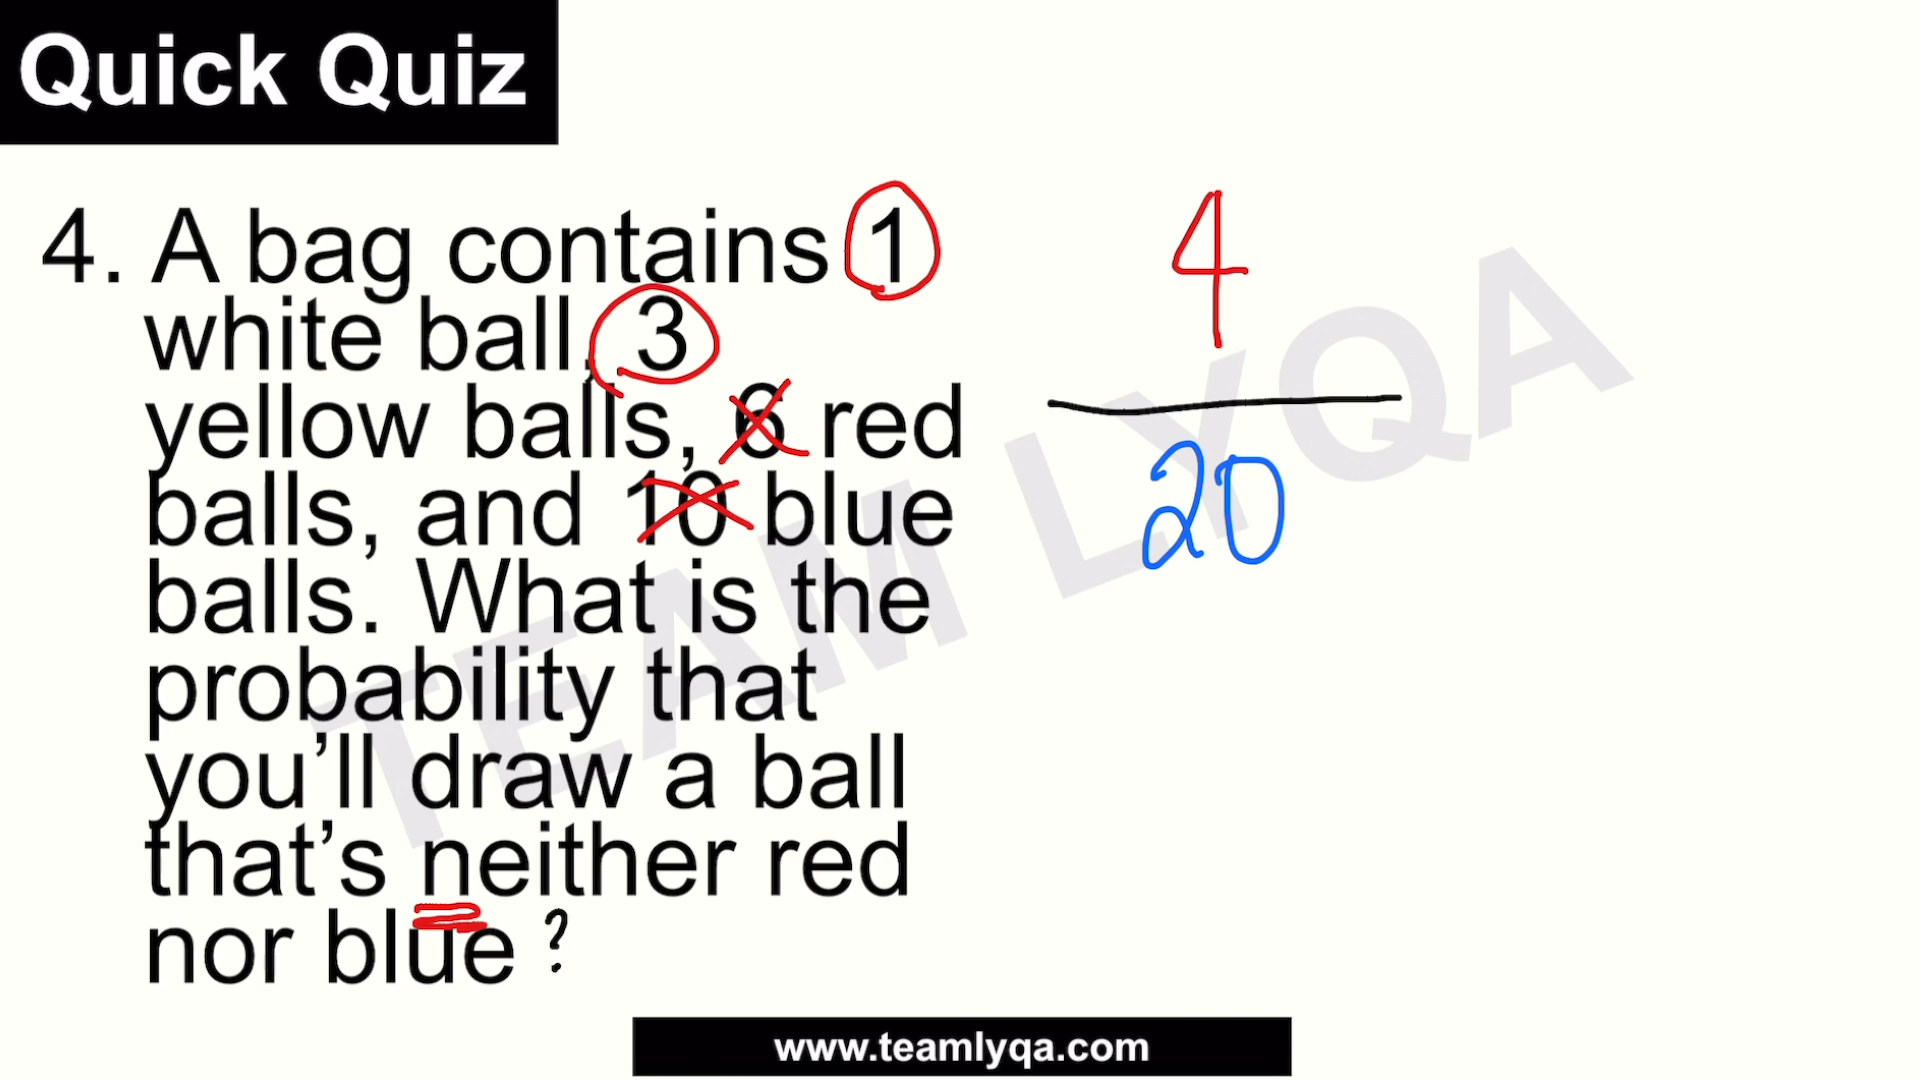 Quick Quiz
4. A bag contains 1
white ball, 3
yellow balls, 6 red
balls, and 10 blue
balls. What is the
probability that
you'll draw a ball
that's neither red
nor blue ?
4
20
TEAM LYQA
www.teamlyqa.com